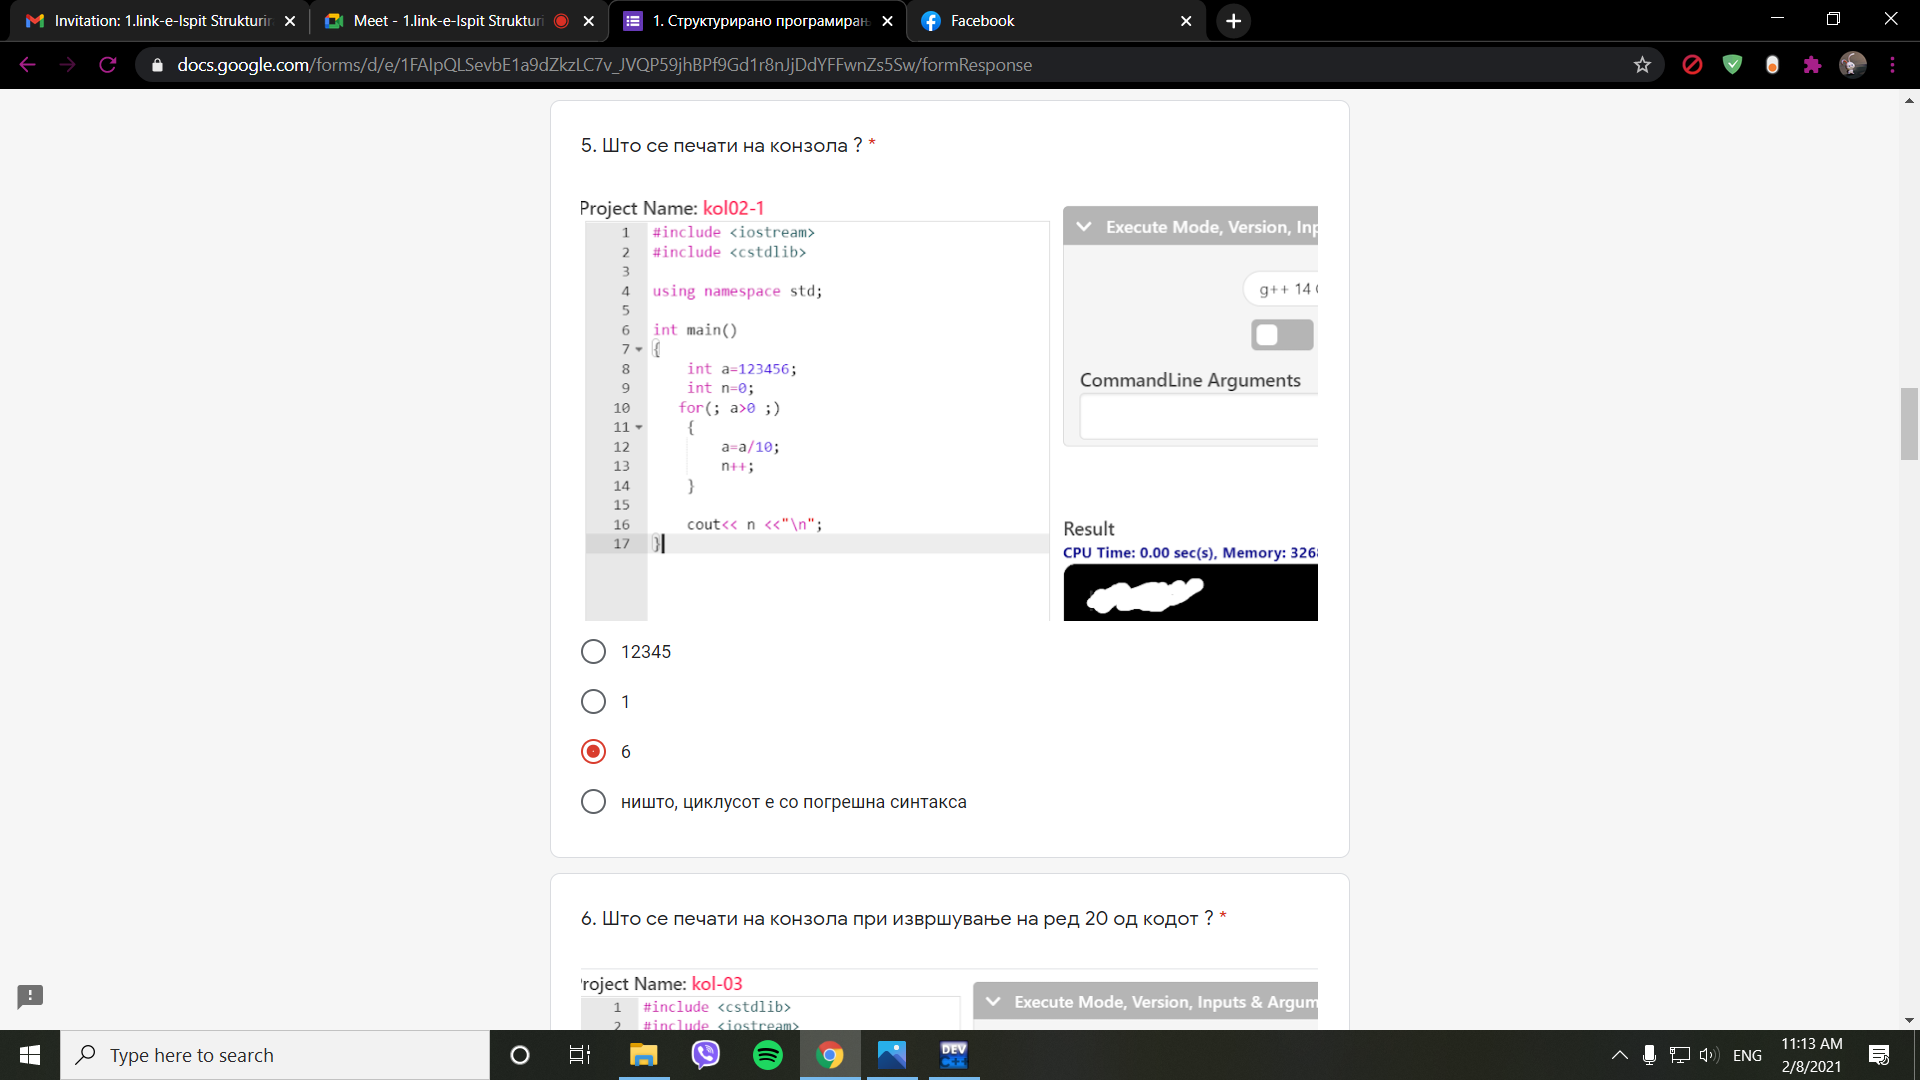 Invitation: 1.link-e-Ispit Strukturir
Meet - 1.link-e-Ispit Strukturi
1. Структурирано програмирањ
Facebook
docs.google.com/forms/d/e/1FAIpQLSevbE1a9dZkzLC7v_JVQP59jhBPf9Gd1r8nJjDdYFFwnZs5Sw/formResponse
5. Што се печати на конзола ? *
Project Name: kol02-1
1 #include <iostream>
2 #include <cstdlib>
3
4 using namespace std;
5
6 int main()
7 {
8 int a=123456;
9 int n=0;
10 for(; a>0 ;)
11 {
12 a=a/10;
13 n++;
14 }
15
16 cout<< n <<"\n";
17 }
Execute Mode, Version, Inp
g++ 14
CommandLine Arguments
Result
CPU Time: 0.00 sec(s), Memory: 326
12345
1
6
ништо, циклусот е со погрешна синтакса
6. Што се печати на конзола при извршување на ред 20 од кодот ? *
roject Name: kol-03
1 #include <cstdlib>
2 #include <iostream>
Execute Mode, Version, Inputs & Argum
Type here to search
DEV
C++
ENG
11:13 AM
2/8/2021